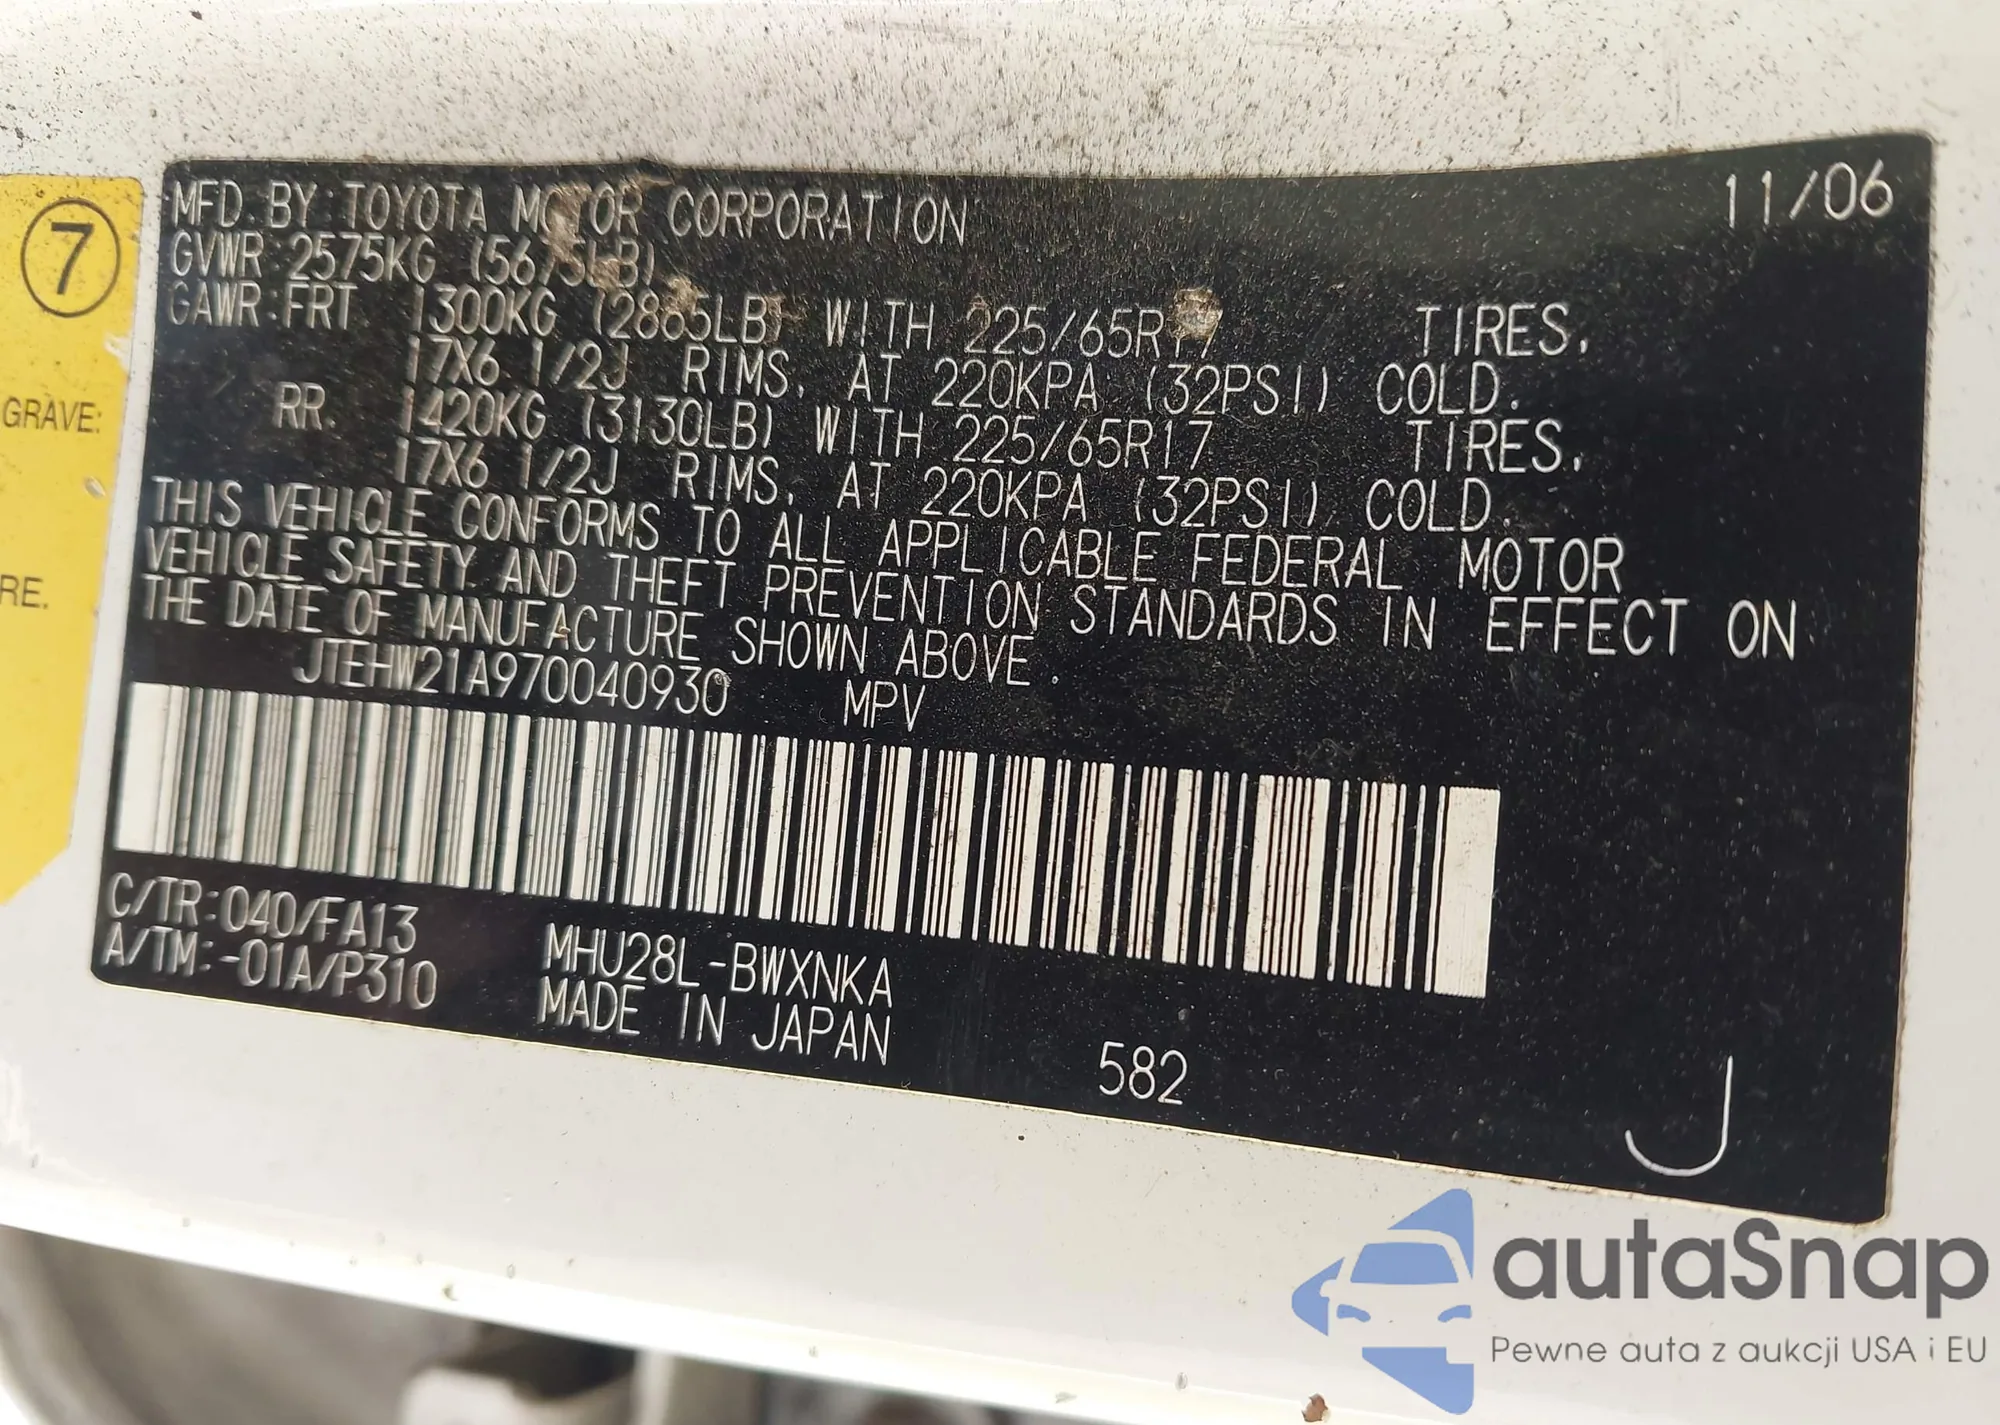 7
GRAVE:
RE.
MFD. BY TOYOTA MOTOR CORPORATION 11/06
GVWR 2575KG (5675LB)
GAWR:FRT 1300KG (2865LB) WITH 225/65R17 TIRES,
17X6 1/2J RIMS, AT 220KPA (32PSI) COLD.
RR. 1420KG (3130LB) WITH 225/65R17 TIRES,
17X6 1/2J RIMS, AT 220KPA (32PSI) COLD.
THIS VEHICLE CONFORMS TO ALL APPLICABLE FEDERAL MOTOR
VEHICLE SAFETY AND THEFT PREVENTION STANDARDS IN EFFECT ON
THE DATE OF MANUFACTURE SHOWN ABOVE.
JTEHW21A970040930 MPV
C/TR:040/FA13
A/TM:-01A/P310
MHU28L-BWXNKA
MADE IN JAPAN
582
J
autaSnap
Pewne auta z aukcji USA i EU